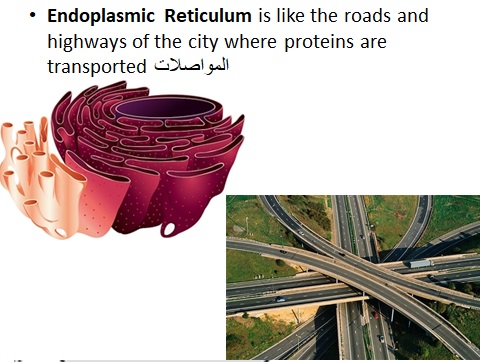 • Endoplasmic Reticulum is like the roads and
highways of the city where proteins are
transported المواصلات